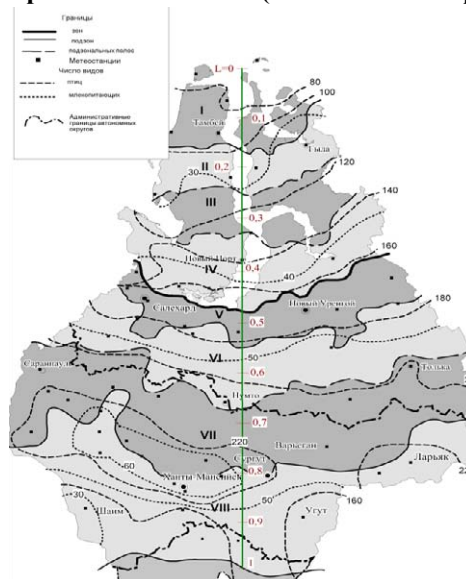 Границы
зон
подзон
подзональных полос
Метеостанции
Число видов
птиц
млекопитающих
Административные
границы автономных
округов
L=0
80
100
I
0,1
Тамбей
Гыда
120
II
0,2
30
140
III
0,3
Новый Порт
0,4
160
IV
40
Салехард
Новый Уренгой
180
V
0,5
VI
50
Саранпауль
0,6
Толька
Нумто
0,7
VII
220
Варьеган
Сургут
Ларьяк
60
0,8
Ханты-Мансийск
30
50
160
VIII
Шаим
Угут
0,9
1